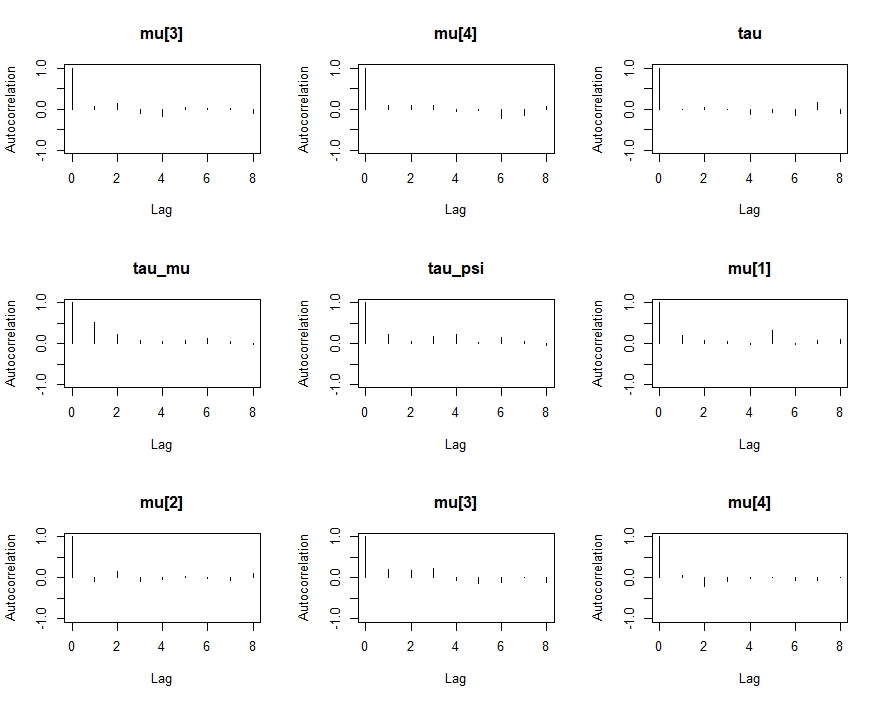 mu[3] mu[4] tau
Autocorrelation Autocorrelation Autocorrelation
1.0 1.0 1.0
0.0 0.0 0.0
-1.0 -1.0 -1.0
0 2 4 6 8 0 2 4 6 8 0 2 4 6 8
Lag Lag Lag
tau_mu tau_psi mu[1]
Autocorrelation Autocorrelation Autocorrelation
1.0 1.0 1.0
0.0 0.0 0.0
-1.0 -1.0 -1.0
0 2 4 6 8 0 2 4 6 8 0 2 4 6 8
Lag Lag Lag
mu[2] mu[3] mu[4]
Autocorrelation Autocorrelation Autocorrelation
1.0 1.0 1.0
0.0 0.0 0.0
-1.0 -1.0 -1.0
0 2 4 6 8 0 2 4 6 8 0 2 4 6 8
Lag Lag Lag